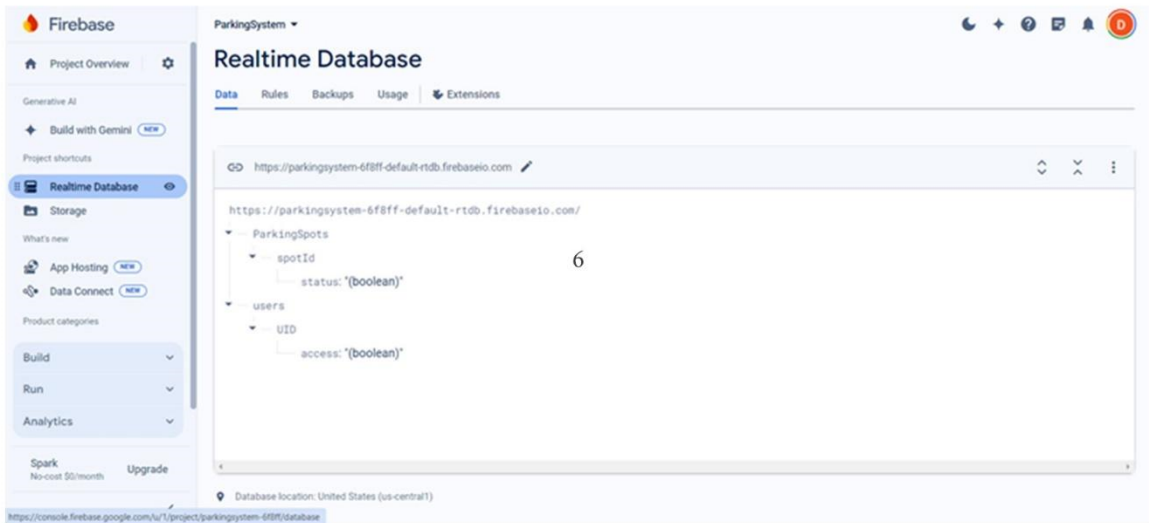 Firebase
Project Overview
Generative AI
Build with Gemini NEW
Project shortcuts
Realtime Database
Storage
What's new
App Hosting NEW
Data Connect NEW
Product categories
Build
Run
Analytics
Spark
No-cost $0/month
Upgrade
https://console.firebase.google.com/u/1/project/parkingsystem-6f8ff/database
ParkingSystem
D
Realtime Database
Data Rules Backups Usage Extensions
https://parkingsystem-6f8ff-default-rtdb.firebaseio.com
https://parkingsystem-6f8ff-default-rtdb.firebaseio.com/
ParkingSpots
spotId
6
status: "(boolean)"
users
UID
access: "(boolean)"
Database location: United States (us-central1)